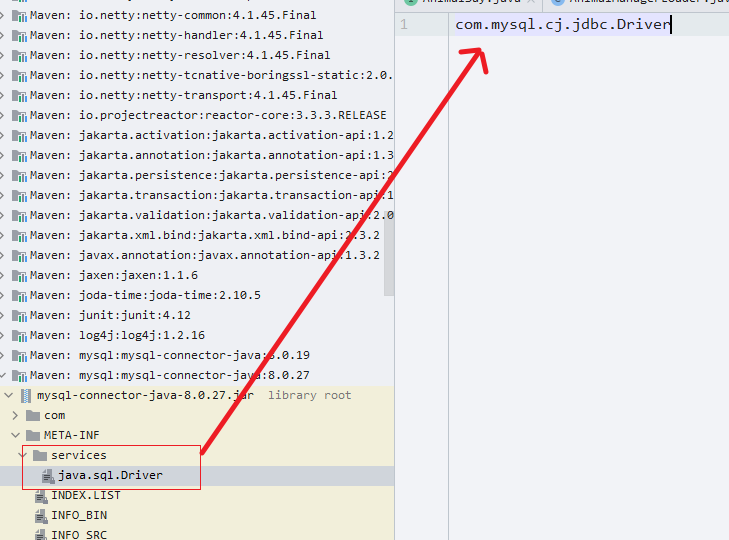 Maven: io.netty:netty-common:4.1.45.Final
Maven: io.netty:netty-handler:4.1.45.Final
Maven: io.netty:netty-resolver:4.1.45.Final
Maven: io.netty:netty-tcnative-boringssl-static:2.0.
Maven: io.netty:netty-transport:4.1.45.Final
Maven: io.projectreactor:reactor-core:3.3.3.RELEASE
Maven: jakarta.activation:jakarta.activation-api:1.2
Maven: jakarta.annotation:jakarta.annotation-api:1.3
Maven: jakarta.persistence:jakarta.persistence-api:2
Maven: jakarta.transaction:jakarta.transaction-api:1
Maven: jakarta.validation:jakarta.validation-api:2.0
Maven: jakarta.xml.bind:jakarta.xml.bind-api:2.3.2
Maven: javax.annotation:javax.annotation-api:1.3.2
Maven: jaxen:jaxen:1.1.6
Maven: joda-time:joda-time:2.10.5
Maven: junit:junit:4.12
Maven: log4j:log4j:1.2.16
Maven: mysql:mysql-connector-java:8.0.19
Maven: mysql:mysql-connector-java:8.0.27
mysql-connector-java-8.0.27.jar library root
com
META-INF
services
java.sql.Driver
INDEX.LIST
INFO_BIN
INFO_SRC
1 com.mysql.cj.jdbc.Driver